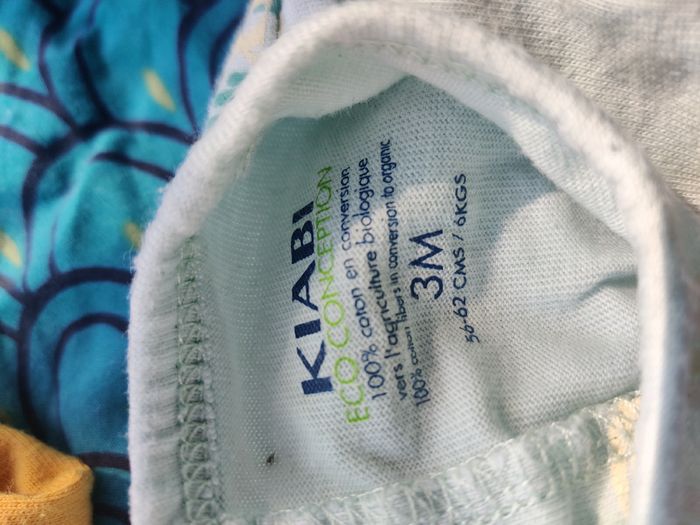 KIABI
ECO CONCEPTION
100% coton en conversion
vers l'agriculture biologique
100% cotton fibers in conversion to organic
3M
56-62 CMS / 6KGS